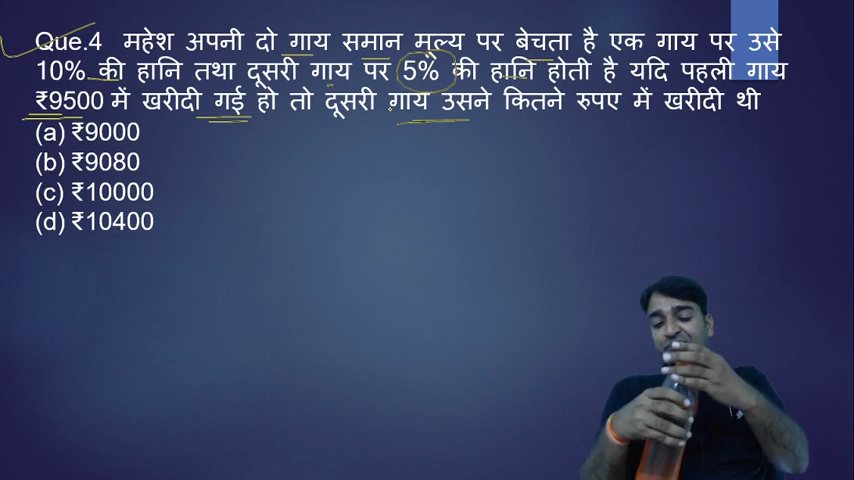 Que.4 महेश अपनी दो गाय समान मूल्य पर बेचता है एक गाय पर उसे
10% की हानि तथा दूसरी गाय पर 5% की हानि होती है यदि पहली गाय
₹9500 में खरीदी गई हो तो दूसरी गाय उसने कितने रुपए में खरीदी थी
(a) ₹9000
(b) ₹9080
(c) ₹10000
(d) ₹10400